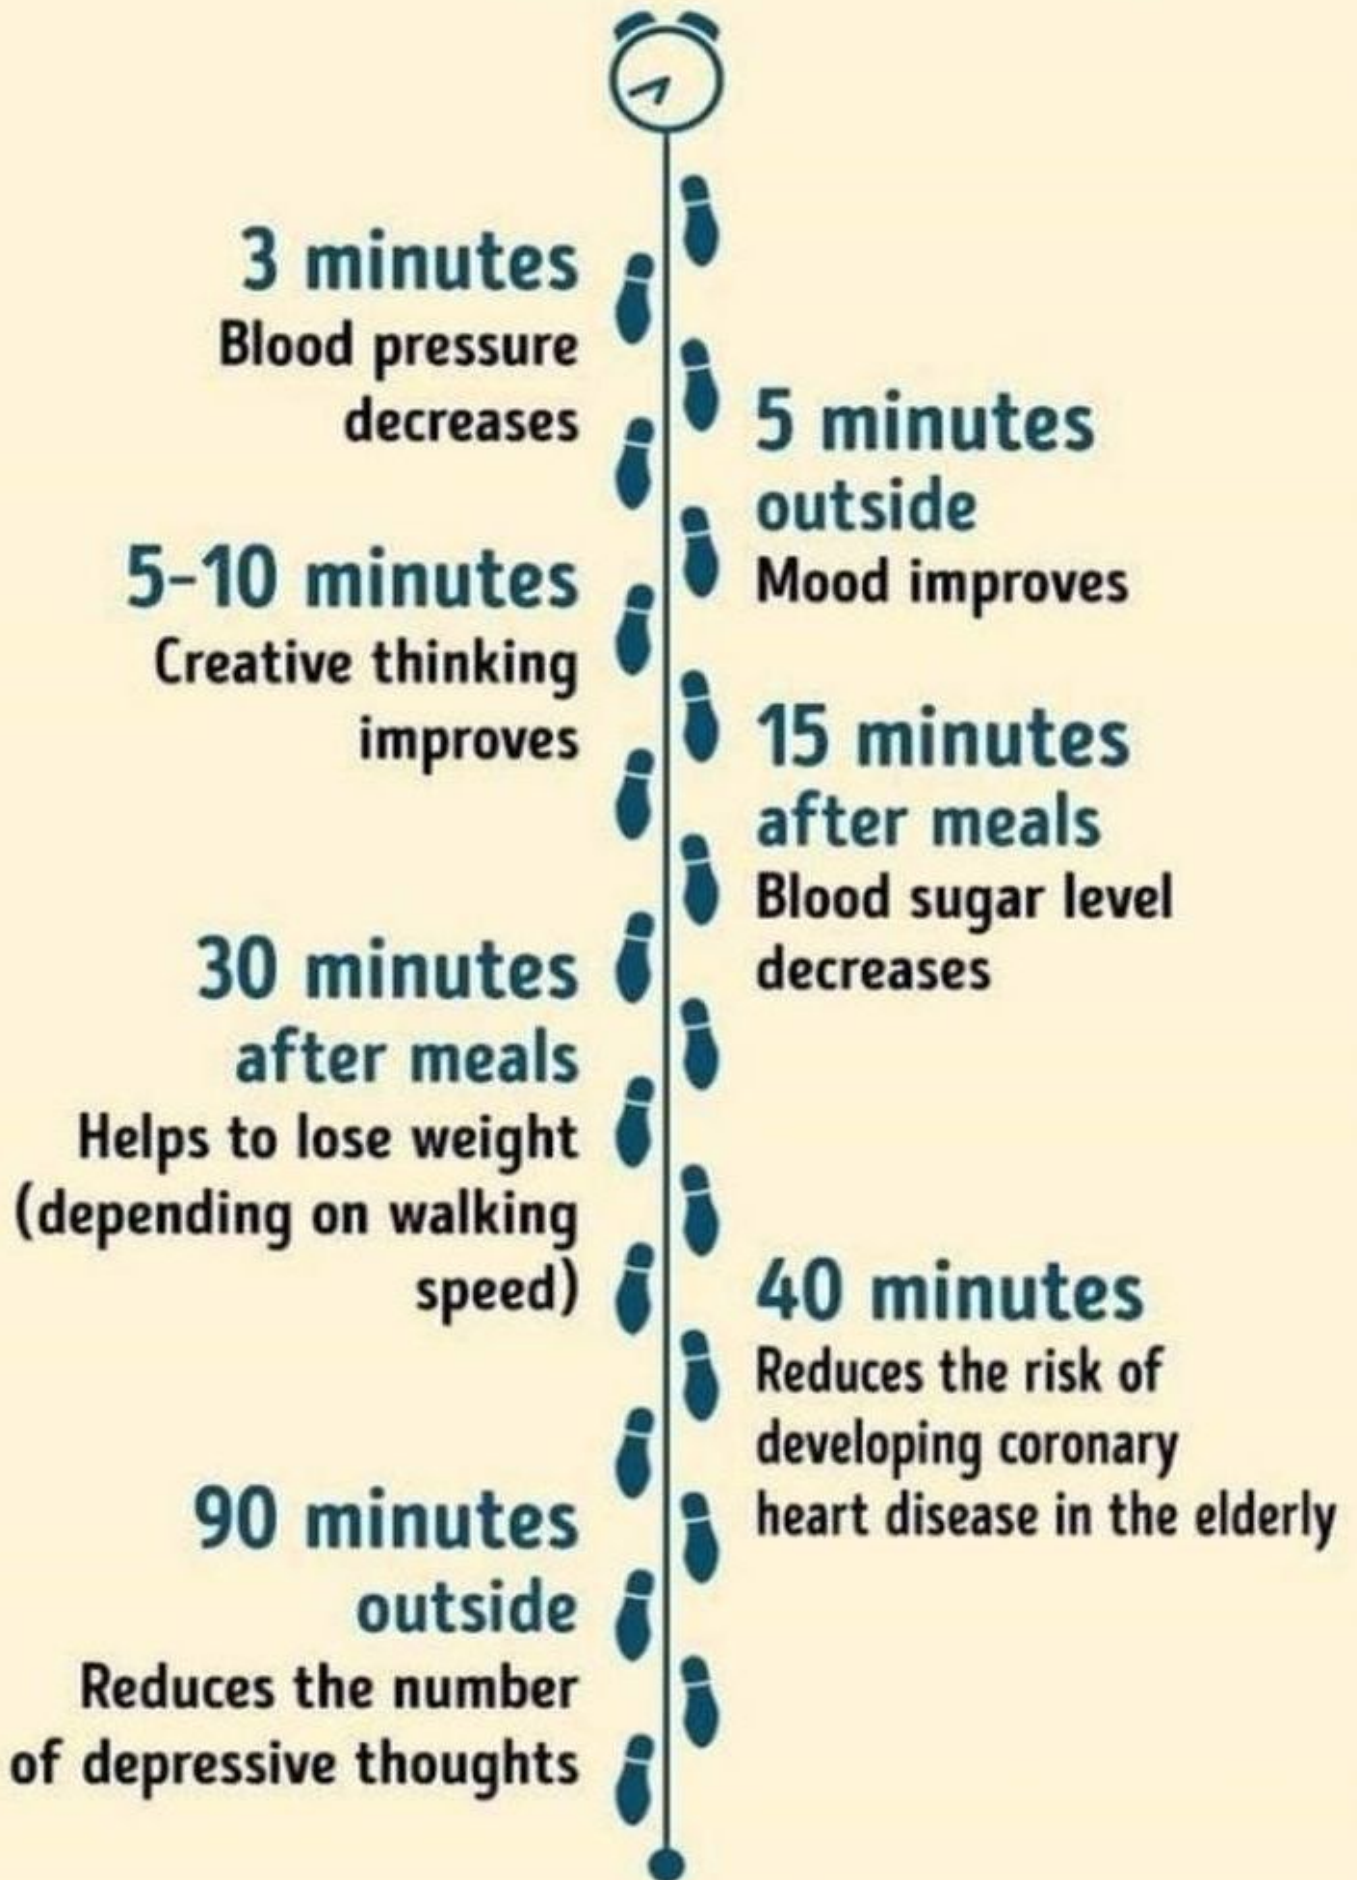 3 minutes
Blood pressure
decreases
5 minutes
outside
Mood improves
5-10 minutes
Creative thinking
improves
15 minutes
after meals
Blood sugar level
decreases
30 minutes
after meals
Helps to lose weight
(depending on walking
speed)
40 minutes
Reduces the risk of
developing coronary
heart disease in the elderly
90 minutes
outside
Reduces the number
of depressive thoughts